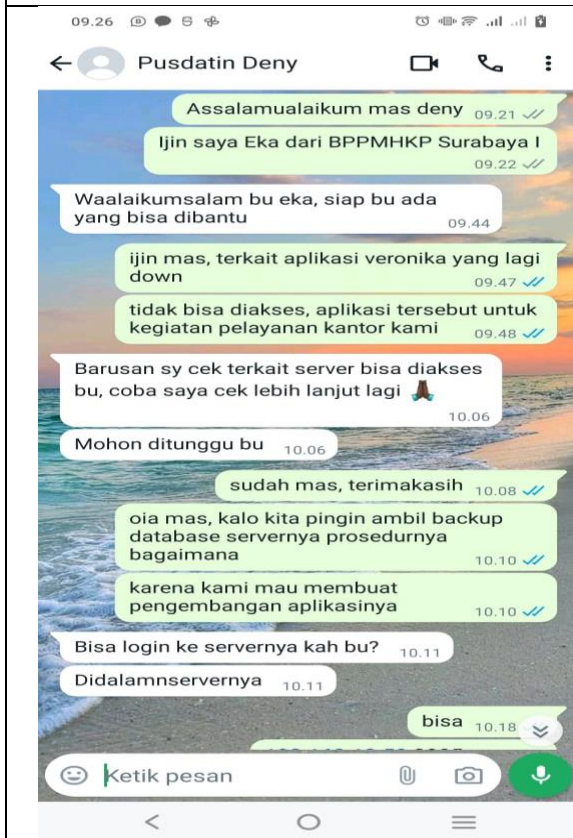 09.26
Pusdatin Deny
Assalamualaikum mas deny 09.21
Ijin saya Eka dari BPPMHKP Surabaya I
09.22
Waalaikumsalam bu eka, siap bu ada
yang bisa dibantu 09.44
ijin mas, terkait aplikasi veronika yang lagi
down 09.47
tidak bisa diakses, aplikasi tersebut untuk
kegiatan pelayanan kantor kami 09.48
Barusan sy cek terkait server bisa diakses
bu, coba saya cek lebih lanjut lagi
10.06
Mohon ditunggu bu 10.06
sudah mas, terimakasih 10.08
oia mas, kalo kita pingin ambil backup
database servernya prosedurnya
bagaimana 10.10
karena kami mau membuat
pengembangan aplikasinya 10.10
Bisa login ke servernya kah bu? 10.11
Didalamnservernya 10.11
bisa 10.18
Ketik pesan